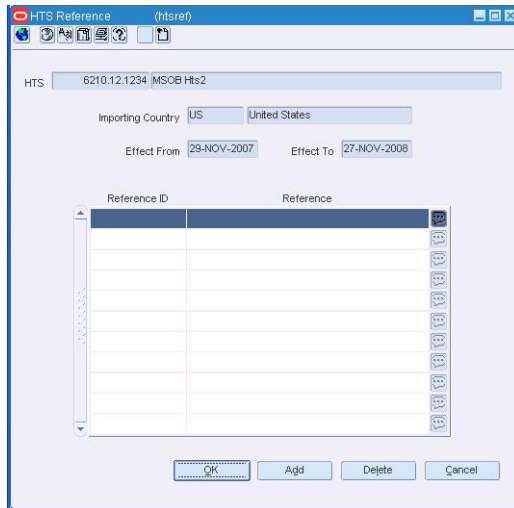 HTS Reference (htsref)
HTS 6210.12.1234 MSOB Hts2
Importing Country US United States
Effect From 29-NOV-2007 Effect To 27-NOV-2008
Reference ID Reference
OK Add Delete Cancel